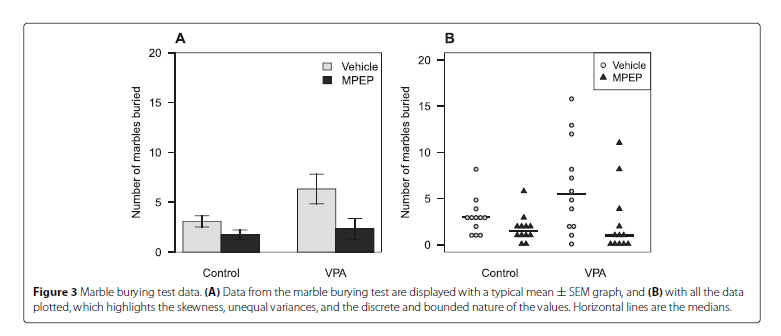 A
B
20
15
10
5
0
Number of marbles buried
Vehicle
MPEP
Control
VPA
20
15
10
5
0
Number of marbles buried
Vehicle
MPEP
Control
VPA
Figure 3 Marble burying test data. (A) Data from the marble burying test are displayed with a typical mean ± SEM graph, and (B) with all the data
plotted, which highlights the skewness, unequal variances, and the discrete and bounded nature of the values. Horizontal lines are the medians.